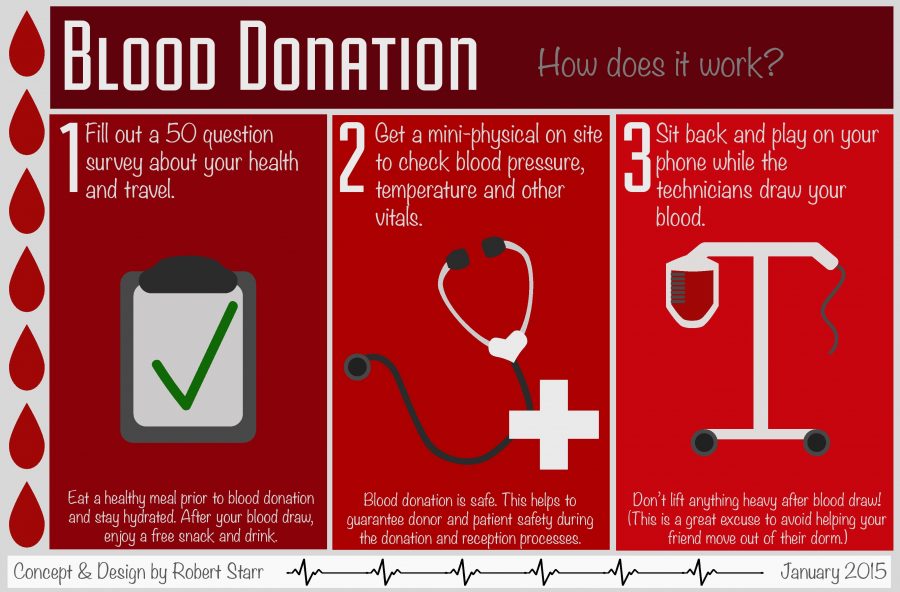 BLOOD DONATION How does it work?
1 Fill out a 50 question
survey about your health
and travel.
Eat a healthy meal prior to blood donation
and stay hydrated. After your blood draw,
enjoy a free snack and drink.
2 Get a mini-physical on site
to check blood pressure,
temperature and other
vitals.
Blood donation is safe. This helps to
guarantee donor and patient safety during
the donation and reception processes.
3 Sit back and play on your
phone while the
technicians draw your
blood.
Don't lift anything heavy after blood draw!
(This is a great excuse to avoid helping your
friend move out of their dorm.)
Concept & Design by Robert Starr
January 2015